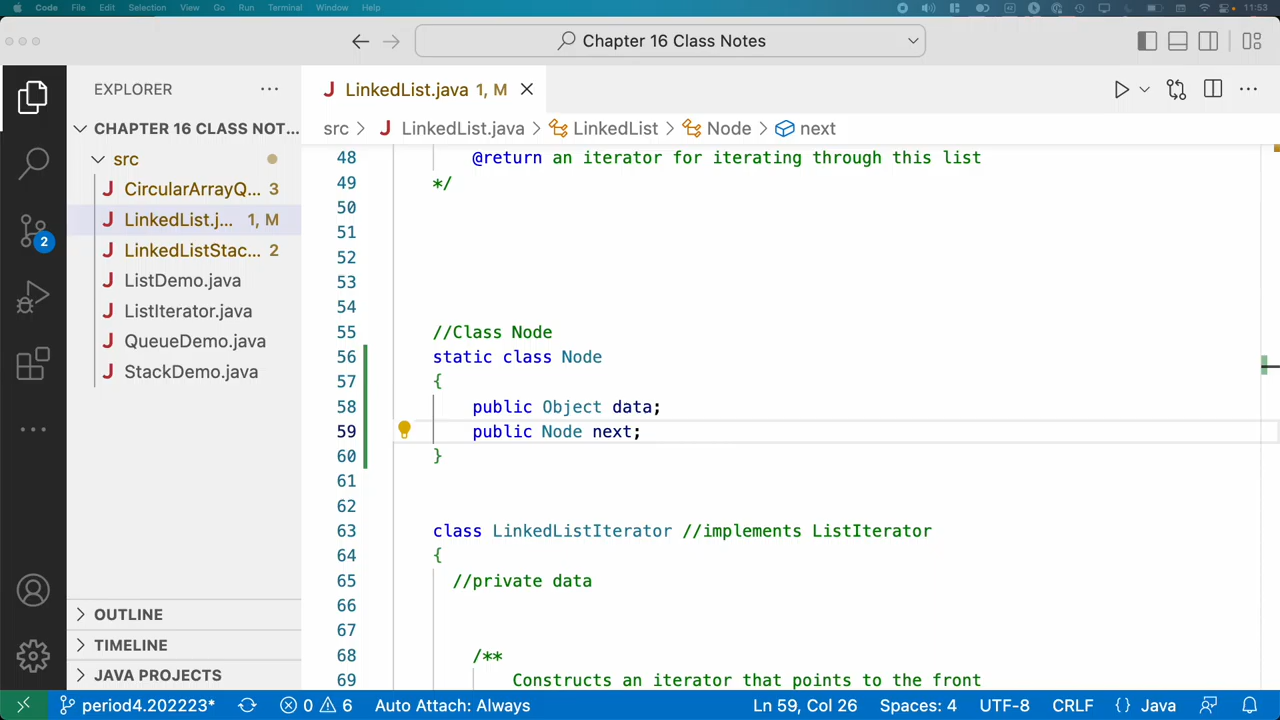 Code File Edit Selection View Go Run Terminal Window Help 11:53
Chapter 16 Class Notes
EXPLORER
LinkedList.java 1, M
CHAPTER 16 CLASS NOT...
src > LinkedList.java > LinkedList > Node > next
src
CircularArrayQ... 3
LinkedList.j... 1, M
LinkedListStac... 2
ListDemo.java
ListIterator.java
QueueDemo.java
StackDemo.java
2
OUTLINE
TIMELINE
JAVA PROJECTS
48 @return an iterator for iterating through this list
49 */
50
51
52
53
54
55 //Class Node
56 static class Node
57 {
58 public Object data;
59 public Node next;
60 }
61
62
63 class LinkedListIterator //implements ListIterator
64 {
65 //private data
66
67
68 /**
69 Constructs an iterator that points to the front
period4.202223* 0 6 Auto Attach: Always Ln 59, Col 26 Spaces: 4 UTF-8 CRLF {} Java